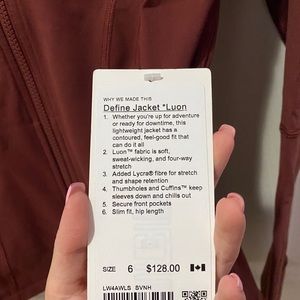 WHY WE MADE THIS
Define Jacket *Luon
1. Whether you're up for adventure
or ready for downtime, this
lightweight jacket has a
contoured, feel-good fit that
can do it all
2. Luon™ fabric is soft,
sweat-wicking, and four-way
stretch
3. Added Lycra® fibre for stretch
and shape retention
4. Thumbholes and Cuffins™ keep
sleeves down and chills out
5. Secure front pockets
6. Slim fit, hip length
SIZE 6 $128.00
LW4AWLS SVNH